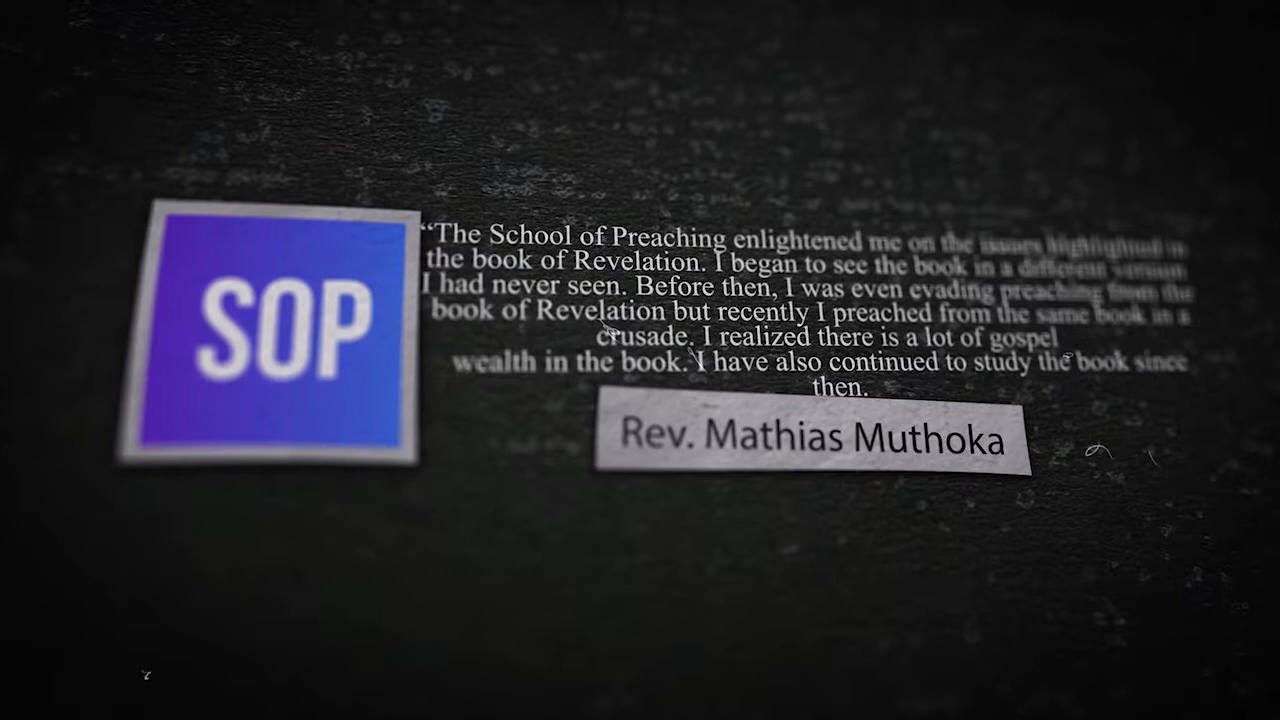 SOP
“The School of Preaching enlightened me on the issues highlighted in
the book of Revelation. I began to see the book in a different version
I had never seen. Before then, I was even evading preaching from the
book of Revelation but recently I preached from the same book in a
crusade. I realized there is a lot of gospel
wealth in the book. I have also continued to study the book since
then.
Rev. Mathias Muthoka